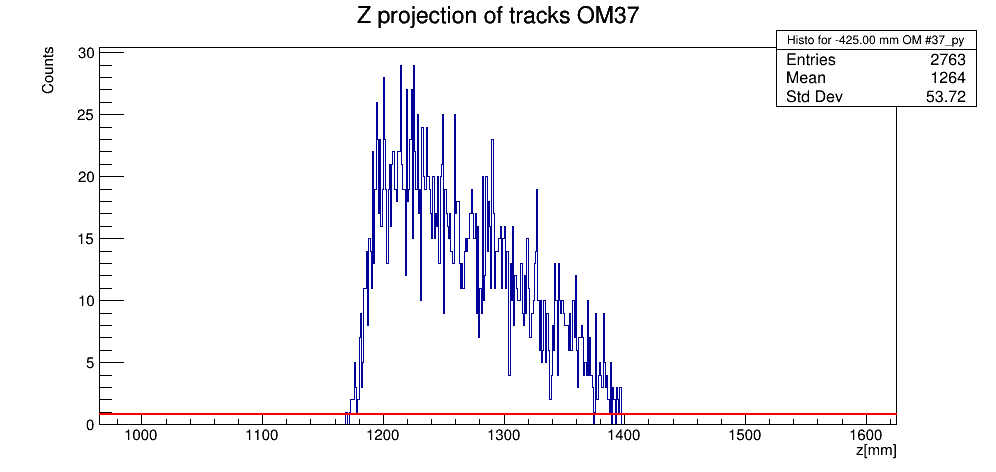 Z projection of tracks OM37
Histo for -425.00 mm OM #37_py
Entries 2763
Mean 1264
Std Dev 53.72
Counts
30
25
20
15
10
5
0
1000 1100 1200 1300 1400 1500 1600
z[mm]